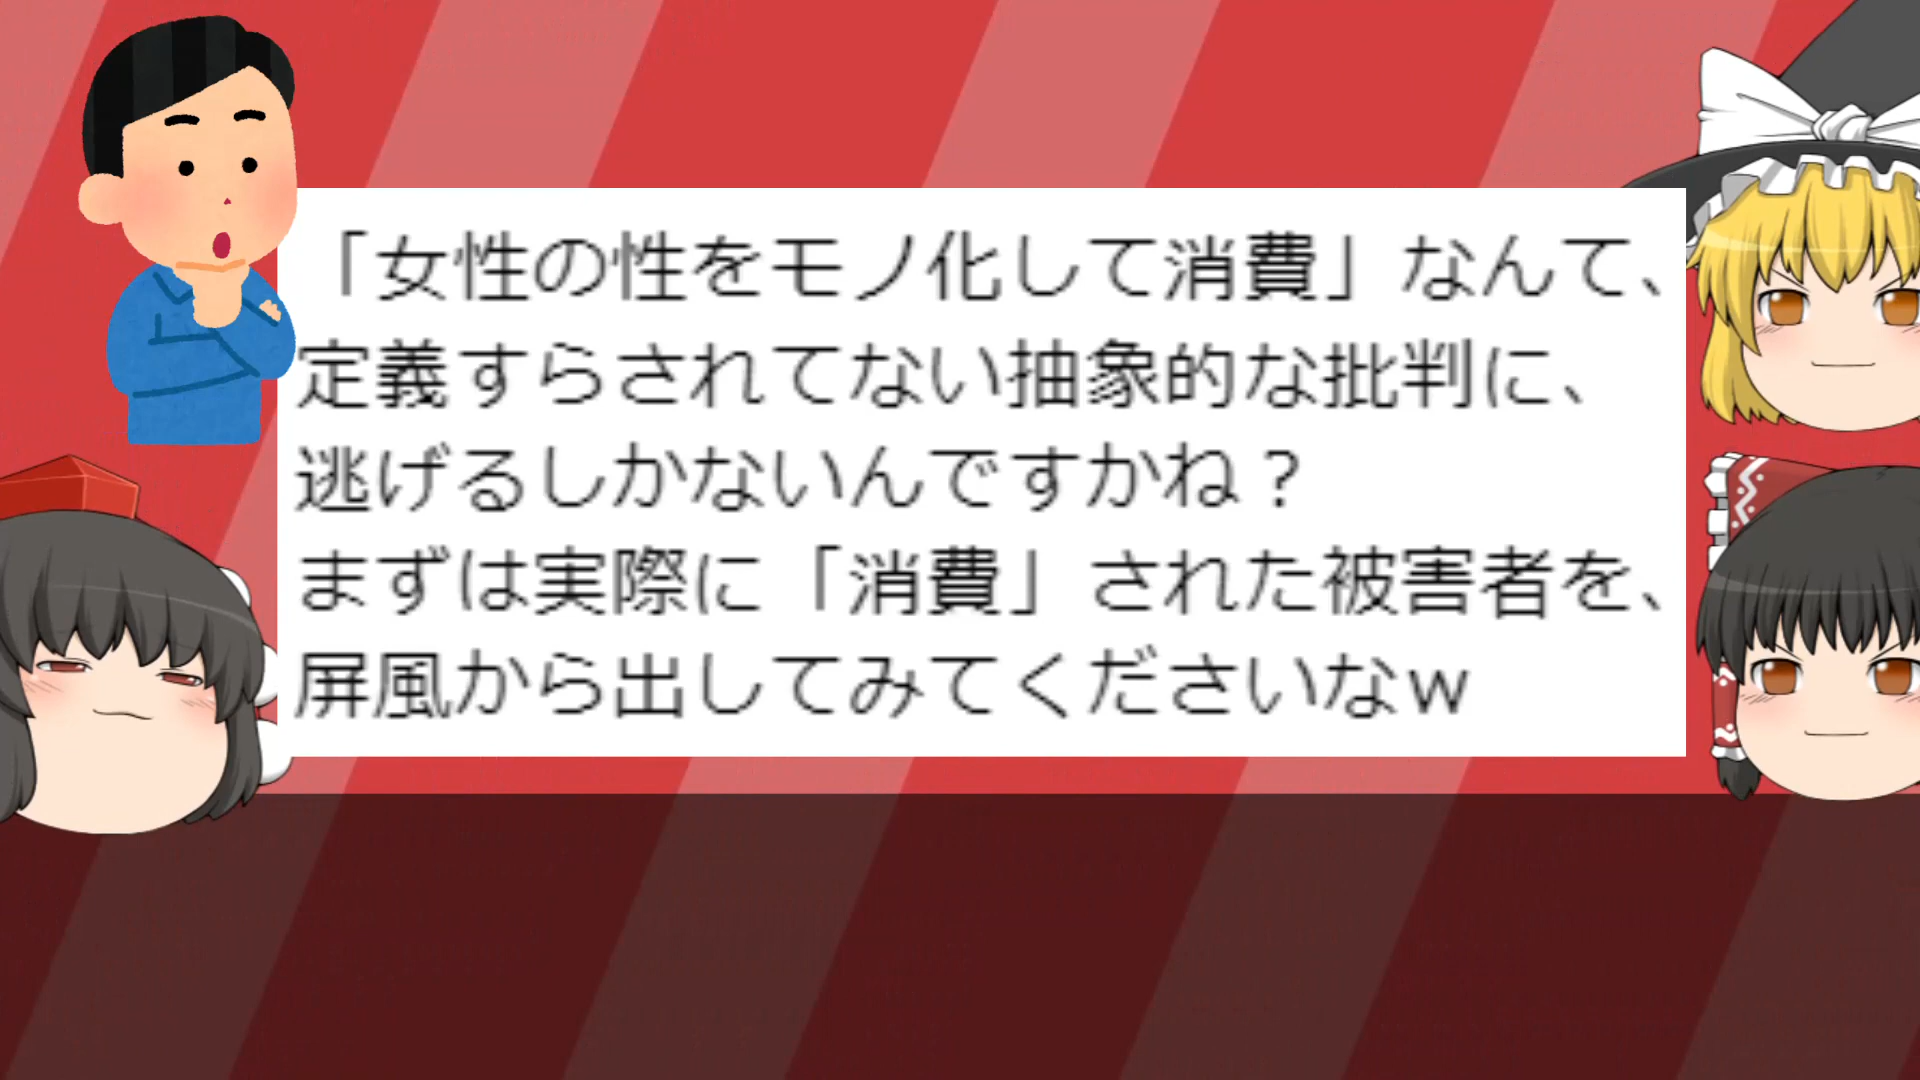 「女性の性をモノ化して消費」なんて、
定義すらされてない抽象的な批判に、
逃げるしかないんですかね？
まずは実際に「消費」された被害者を、
屏風から出してみてくださいなw